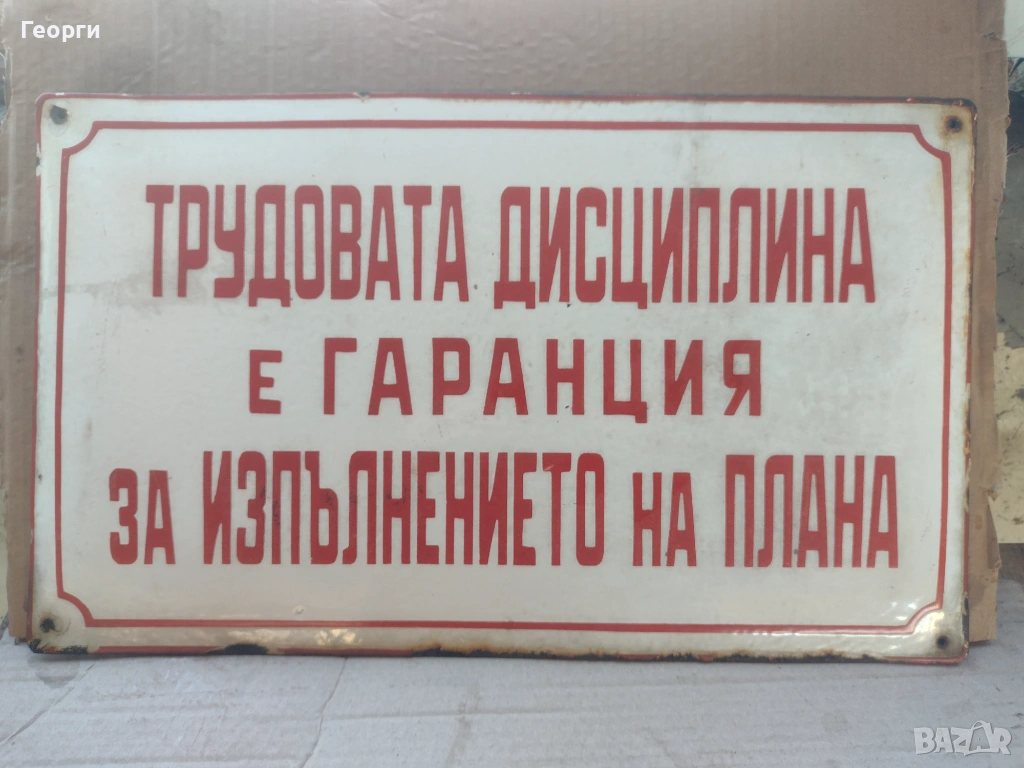 Георги
ТРУДОВАТА ДИСЦИПЛИНА
Е ГАРАНЦИЯ
ЗА ИЗПЪЛНЕНИЕТО НА ПЛАНА
BAZAR